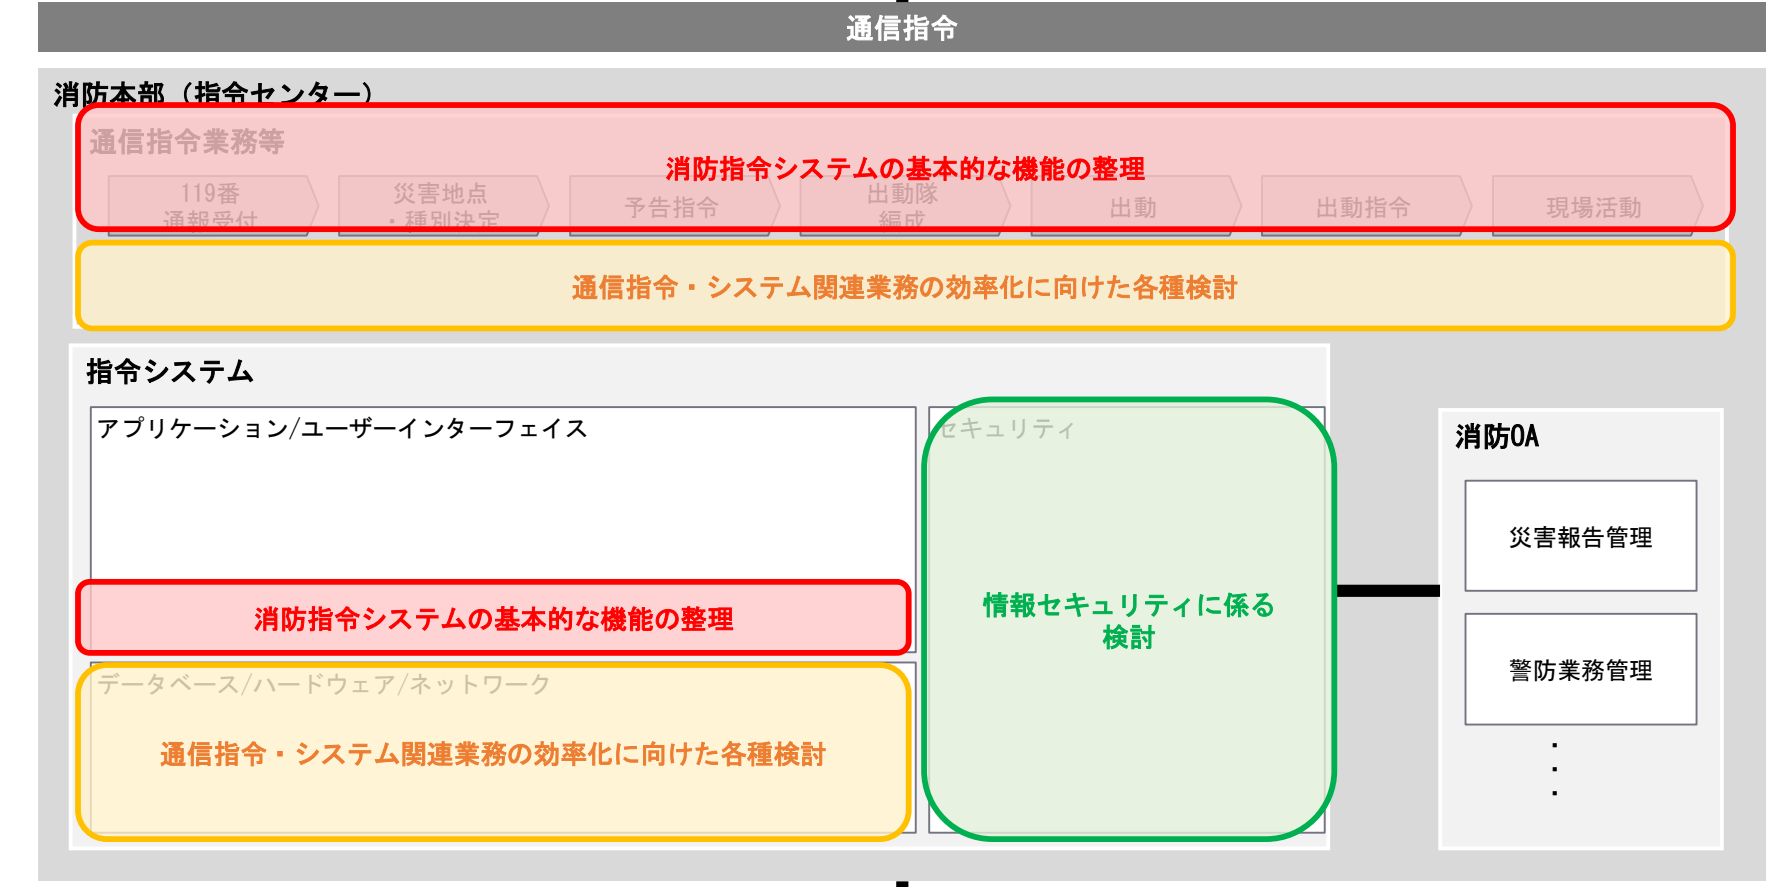 通信指令
消防本部（指令センター）
通信指令業務等
消防指令システムの基本的な機能の整理
119番
通報受付
災害地点
・種別決定
予告指令
出動隊
編成
出動
出動指令
現場活動
通信指令・システム関連業務の効率化に向けた各種検討
指令システム
アプリケーション/ユーザーインターフェイス
消防指令システムの基本的な機能の整理
データベース/ハードウェア/ネットワーク
通信指令・システム関連業務の効率化に向けた各種検討
セキュリティ
情報セキュリティに係る
検討
消防OA
災害報告管理
警防業務管理
・
・
・